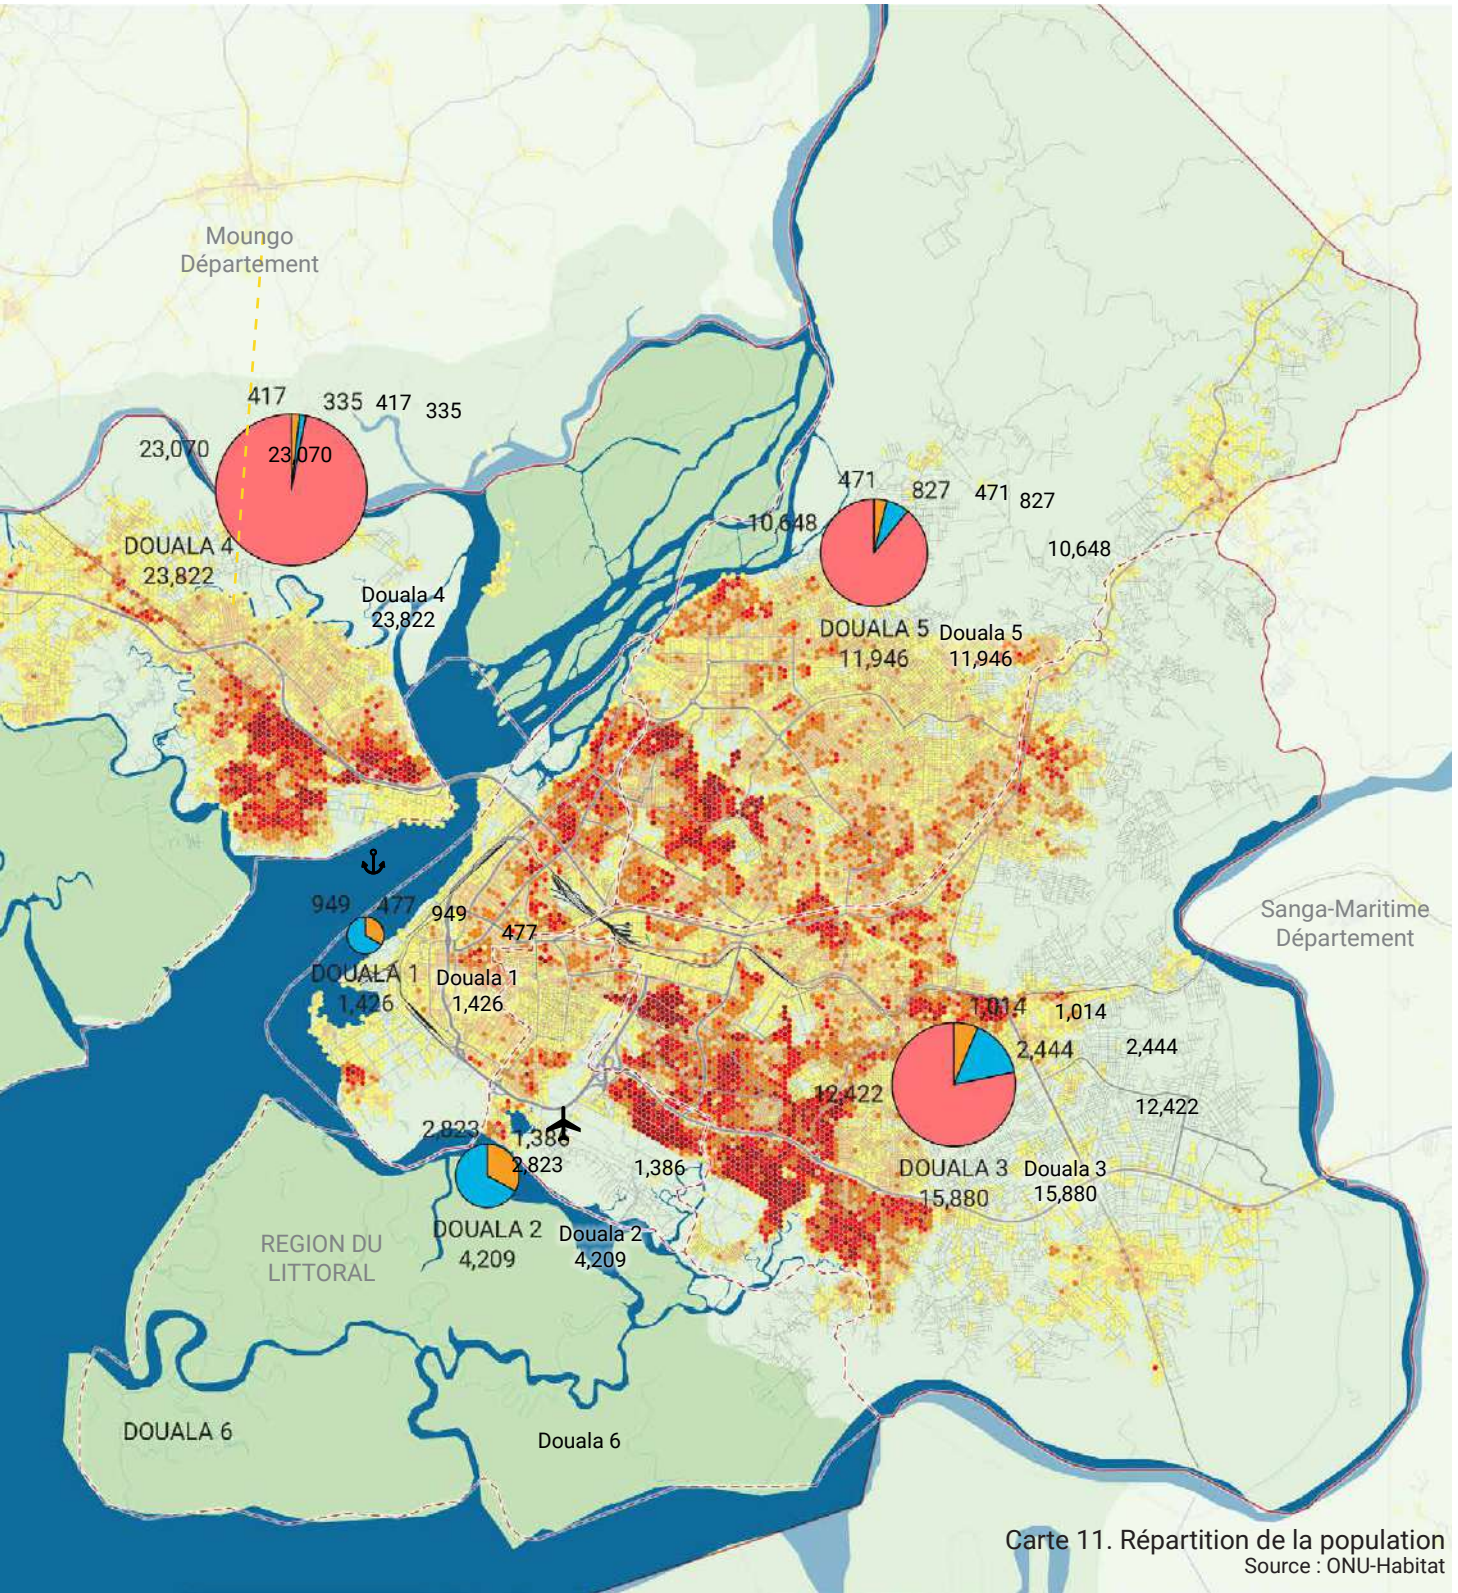 Moungo
Département
417
335
417
335
23,070
23,070
DOUALA 4
23,822
Douala 4
23,822
471
827
471
827
10,648
10,648
DOUALA 5
11,946
Douala 5
11,946
949
477
949
477
DOUALA 1
1,426
Douala 1
1,426
Sanga-Maritime
Département
1,014
1,014
2,444
2,444
12,422
12,422
DOUALA 3
15,880
Douala 3
15,880
2,823
1,386
2,823
1,386
DOUALA 2
4,209
Douala 2
4,209
REGION DU
LITTORAL
DOUALA 6
Douala 6
Carte 11. Répartition de la population
Source : ONU-Habitat